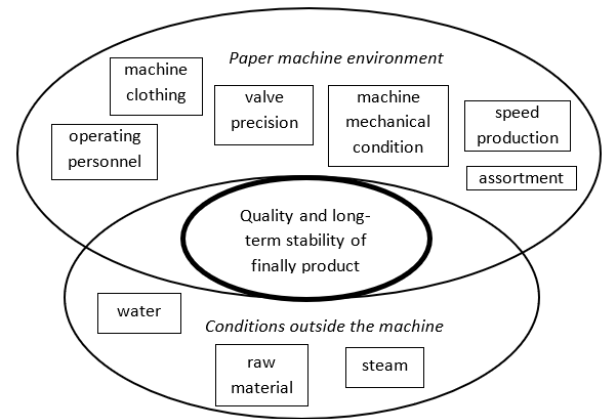 Paper machine environment
machine
clothing
valve
precision
machine
mechanical
condition
speed
production
operating
personnel
assortment
Quality and long-
term stability of
finally product
water
Conditions outside the machine
raw
material
steam